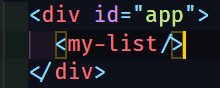 <div id="app">
<my-list/>
</div>